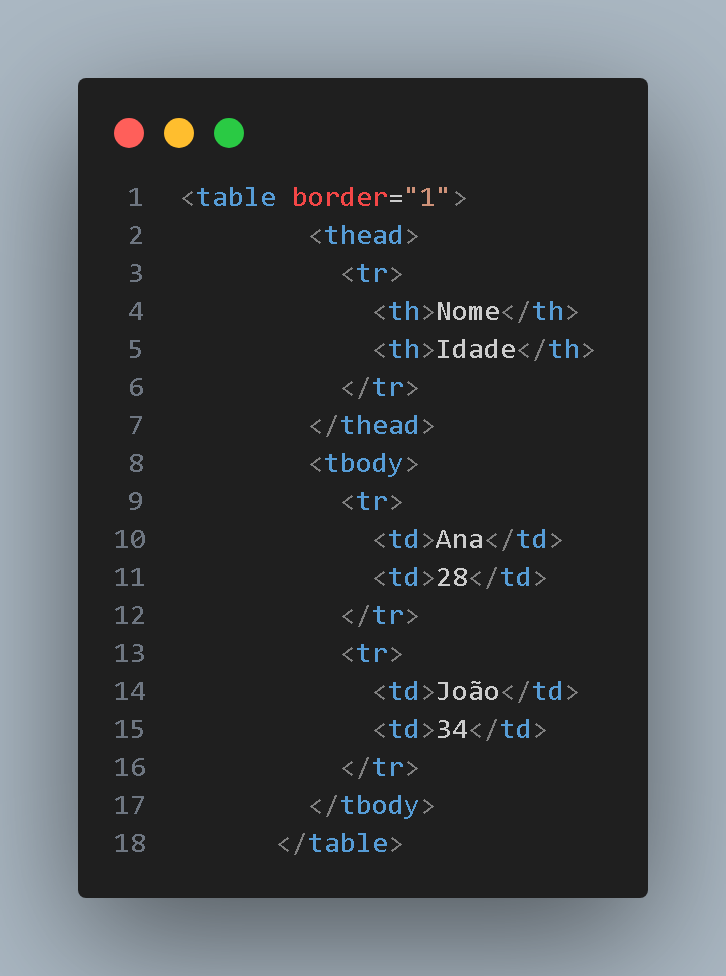 1 <table border="1">
2         <thead>
3           <tr>
4             <th>Nome</th>
5             <th>Idade</th>
6           </tr>
7         </thead>
8         <tbody>
9           <tr>
10             <td>Ana</td>
11             <td>28</td>
12           </tr>
13           <tr>
14             <td>João</td>
15             <td>34</td>
16           </tr>
17         </tbody>
18       </table>